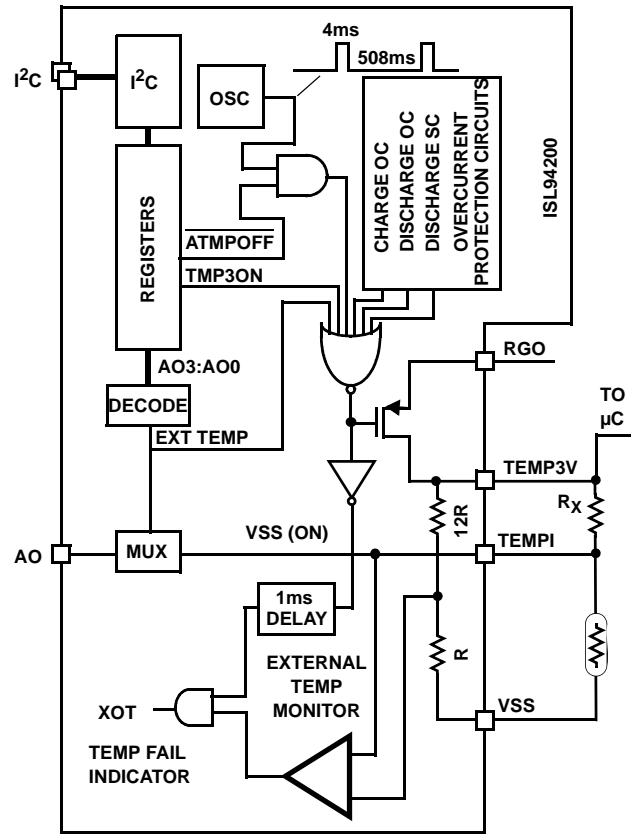 4ms
508ms
I²C
I²C
OSC
CHARGE OC
DISCHARGE OC
DISCHARGE SC
OVERCURRENT
PROTECTION CIRCUITS
ISL94200
REGISTERS
ATMPOFF
TMP3ON
AO3:AO0
DECODE
EXT TEMP
RGO
TO
µC
TEMP3V
RX
12R
VSS (ON)
TEMPI
AO
MUX
1ms
DELAY
R
EXTERNAL
TEMP
MONITOR
VSS
XOT
TEMP FAIL
INDICATOR